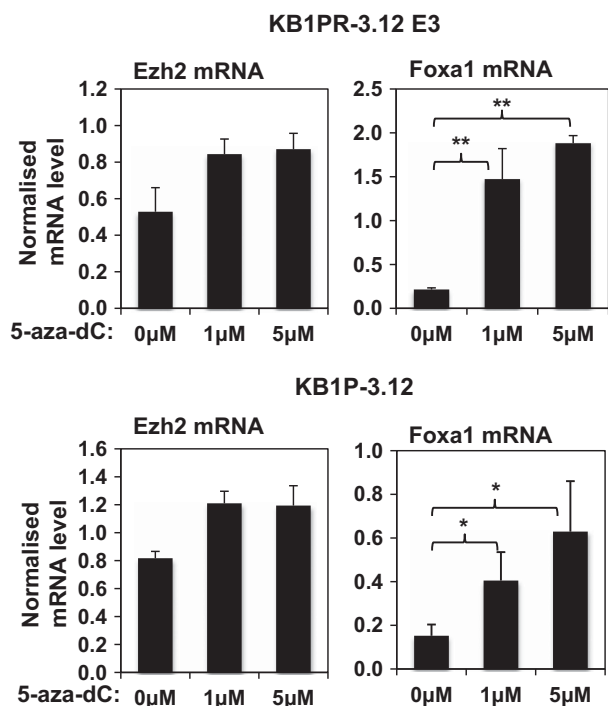 KB1PR-3.12 E3
Ezh2 mRNA
Foxa1 mRNA
Normalised
mRNA level
1.2
1.0
0.8
0.6
0.4
0.2
0.0
2.5
2.0
1.5
1.0
0.5
0.0
**
**
5-aza-dC: 0µM 1µM 5µM
0µM 1µM 5µM
KB1P-3.12
Ezh2 mRNA
Foxa1 mRNA
Normalised
mRNA level
1.6
1.4
1.2
1.0
0.8
0.6
0.4
0.2
0.0
1.0
0.8
0.6
0.4
0.2
0.0
*
*
5-aza-dC: 0µM 1µM 5µM
0µM 1µM 5µM